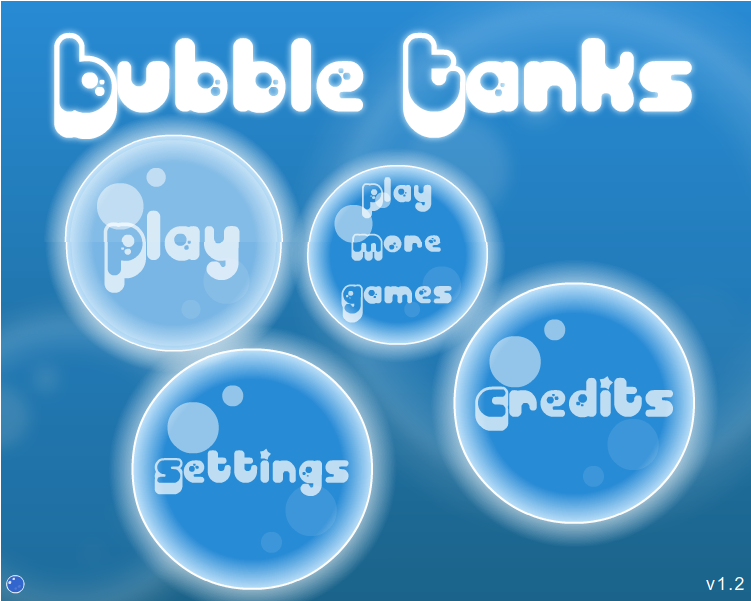 bubble tanks
play
play
more
games
credits
settings
v1.2